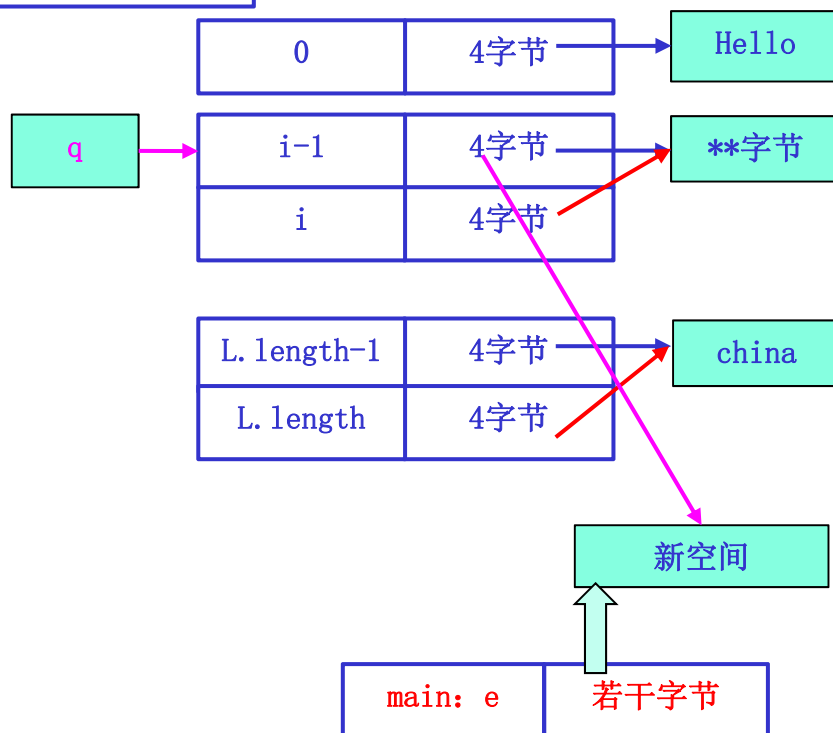 0 4字节 Hello
q i-1 4字节 **字节
i 4字节
L.length-1 4字节 china
L.length 4字节
新空间
main：e 若干字节